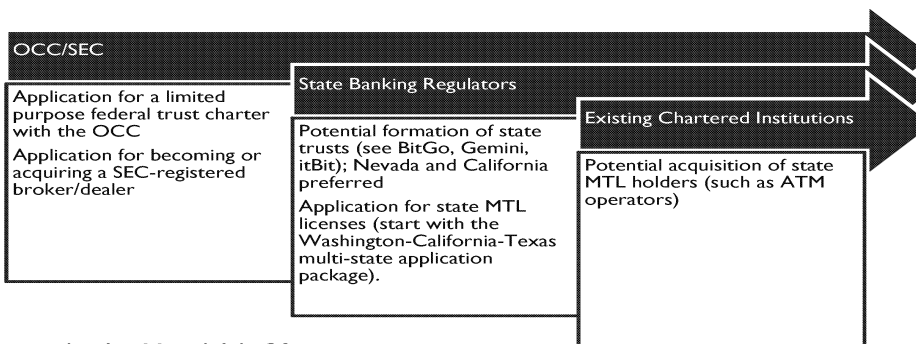 OCC/SEC
Application for a limited
purpose federal trust charter
with the OCC
Application for becoming or
acquiring a SEC-registered
broker/dealer
State Banking Regulators
Potential formation of state
trusts (see BitGo, Gemini,
itBit); Nevada and California
preferred
Application for state MTL
licenses (start with the
Washington-California-Texas
multi-state application
package).
Existing Chartered Institutions
Potential acquisition of state
MTL holders (such as ATM
operators)